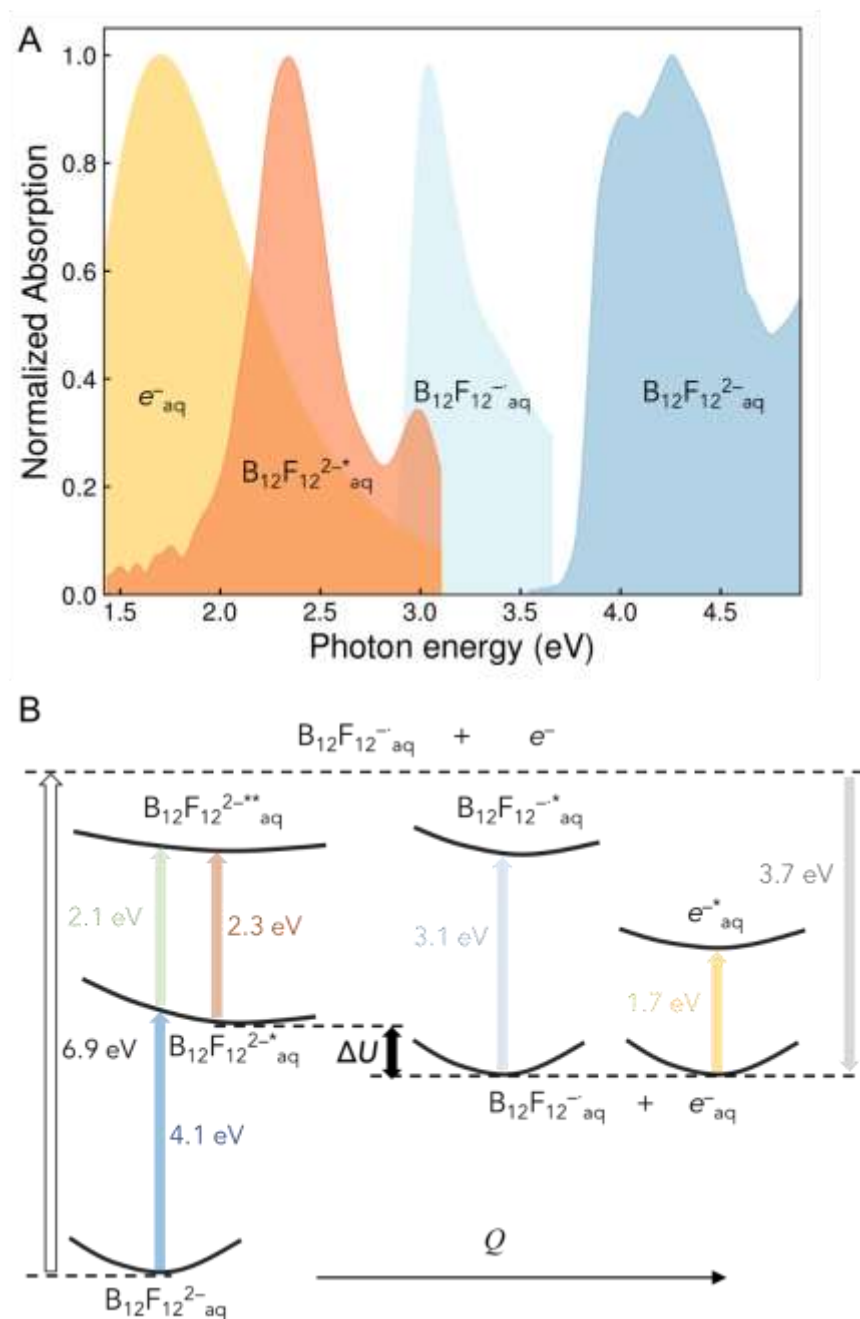 A
Normalized Absorption
1.0
0.8
0.6
0.4
0.2
0.0
e⁻aq
B₁₂F₁₂²⁻*aq
B₁₂F₁₂⁻·aq
B₁₂F₁₂²⁻aq
1.5 2.0 2.5 3.0 3.5 4.0 4.5
Photon energy (eV)
B
B₁₂F₁₂⁻·aq + e⁻
B₁₂F₁₂²⁻**aq
B₁₂F₁₂⁻·*aq
3.7 eV
e⁻*aq
2.1 eV
2.3 eV
3.1 eV
1.7 eV
6.9 eV
B₁₂F₁₂²⁻*aq
ΔU
B₁₂F₁₂⁻·aq + e⁻aq
4.1 eV
Q
B₁₂F₁₂²⁻aq